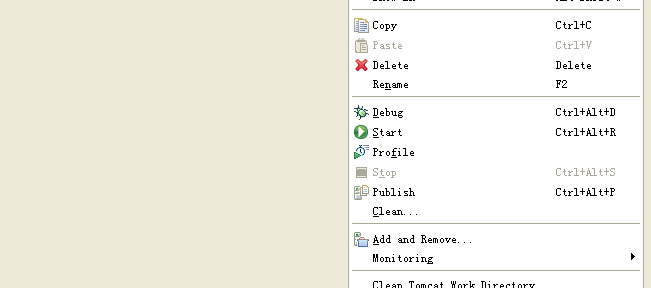 Copy Ctrl+C
Paste Ctrl+V
Delete Delete
Rename F2
Debug Ctrl+Alt+D
Start Ctrl+Alt+R
Profile
Stop Ctrl+Alt+S
Publish Ctrl+Alt+P
Clean...
Add and Remove...
Monitoring
Clean Tomcat Work Directory